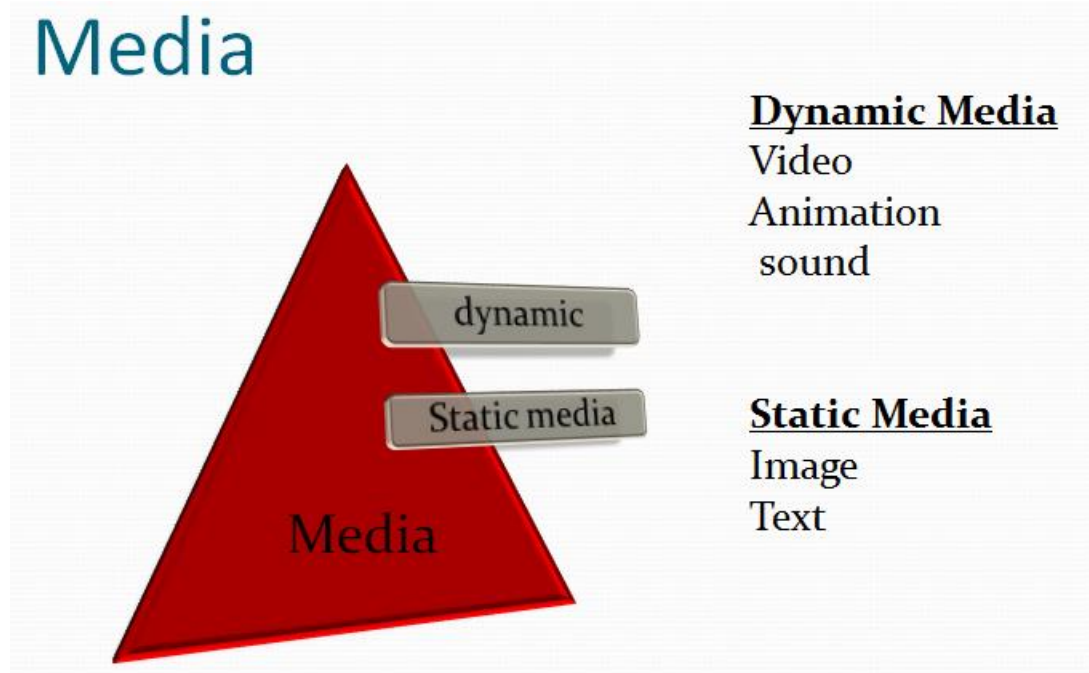 Media
Dynamic Media
Video
Animation
sound
dynamic
Static media
Media
Static Media
Image
Text